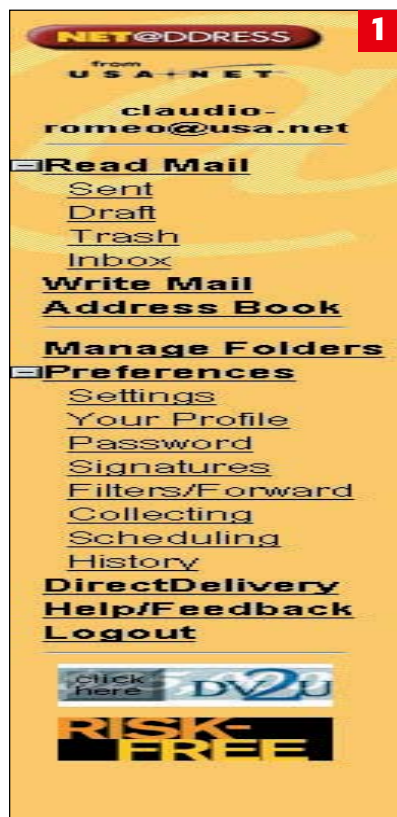 NET@DDRESS
1
from
USA.NET
claudio-
romeo@usa.net
Read Mail
Sent
Draft
Trash
Inbox
Write Mail
Address Book
Manage Folders
Preferences
Settings
Your Profile
Password
Signatures
Filters/Forward
Collecting
Scheduling
History
DirectDelivery
Help/Feedback
Logout
click
here
DV2U
RISK-
FREE